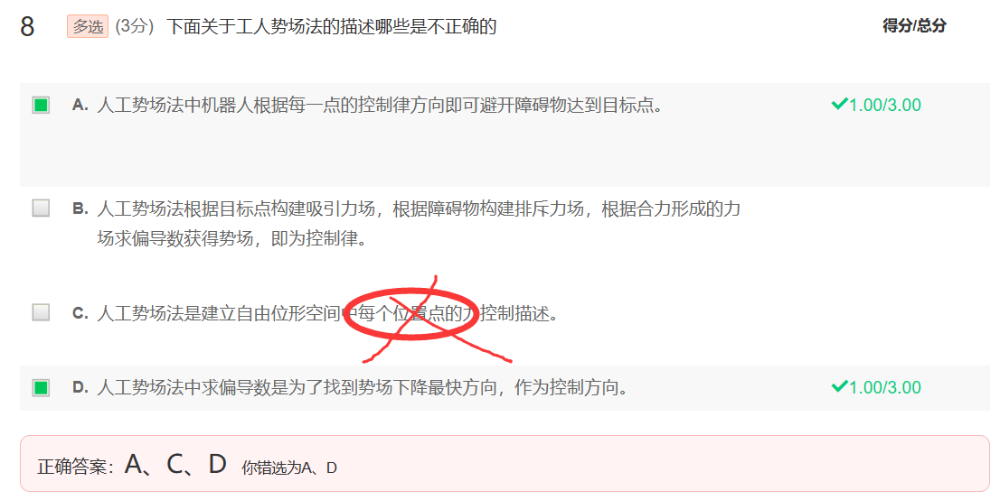 8 多选 (3分) 下面关于工人势场法的描述哪些是不正确的 得分/总分
A. 人工势场法中机器人根据每一点的控制律方向即可避开障碍物达到目标点。 1.00/3.00
B. 人工势场法根据目标点构建吸引力场，根据障碍物构建排斥力场，根据合力形成的力
场求偏导数获得势场，即为控制律。
C. 人工势场法是建立自由位形空间中每个位置点的力控制描述。
D. 人工势场法中求偏导数是为了找到势场下降最快方向，作为控制方向。 1.00/3.00
正确答案：A、C、D 你错选为A、D